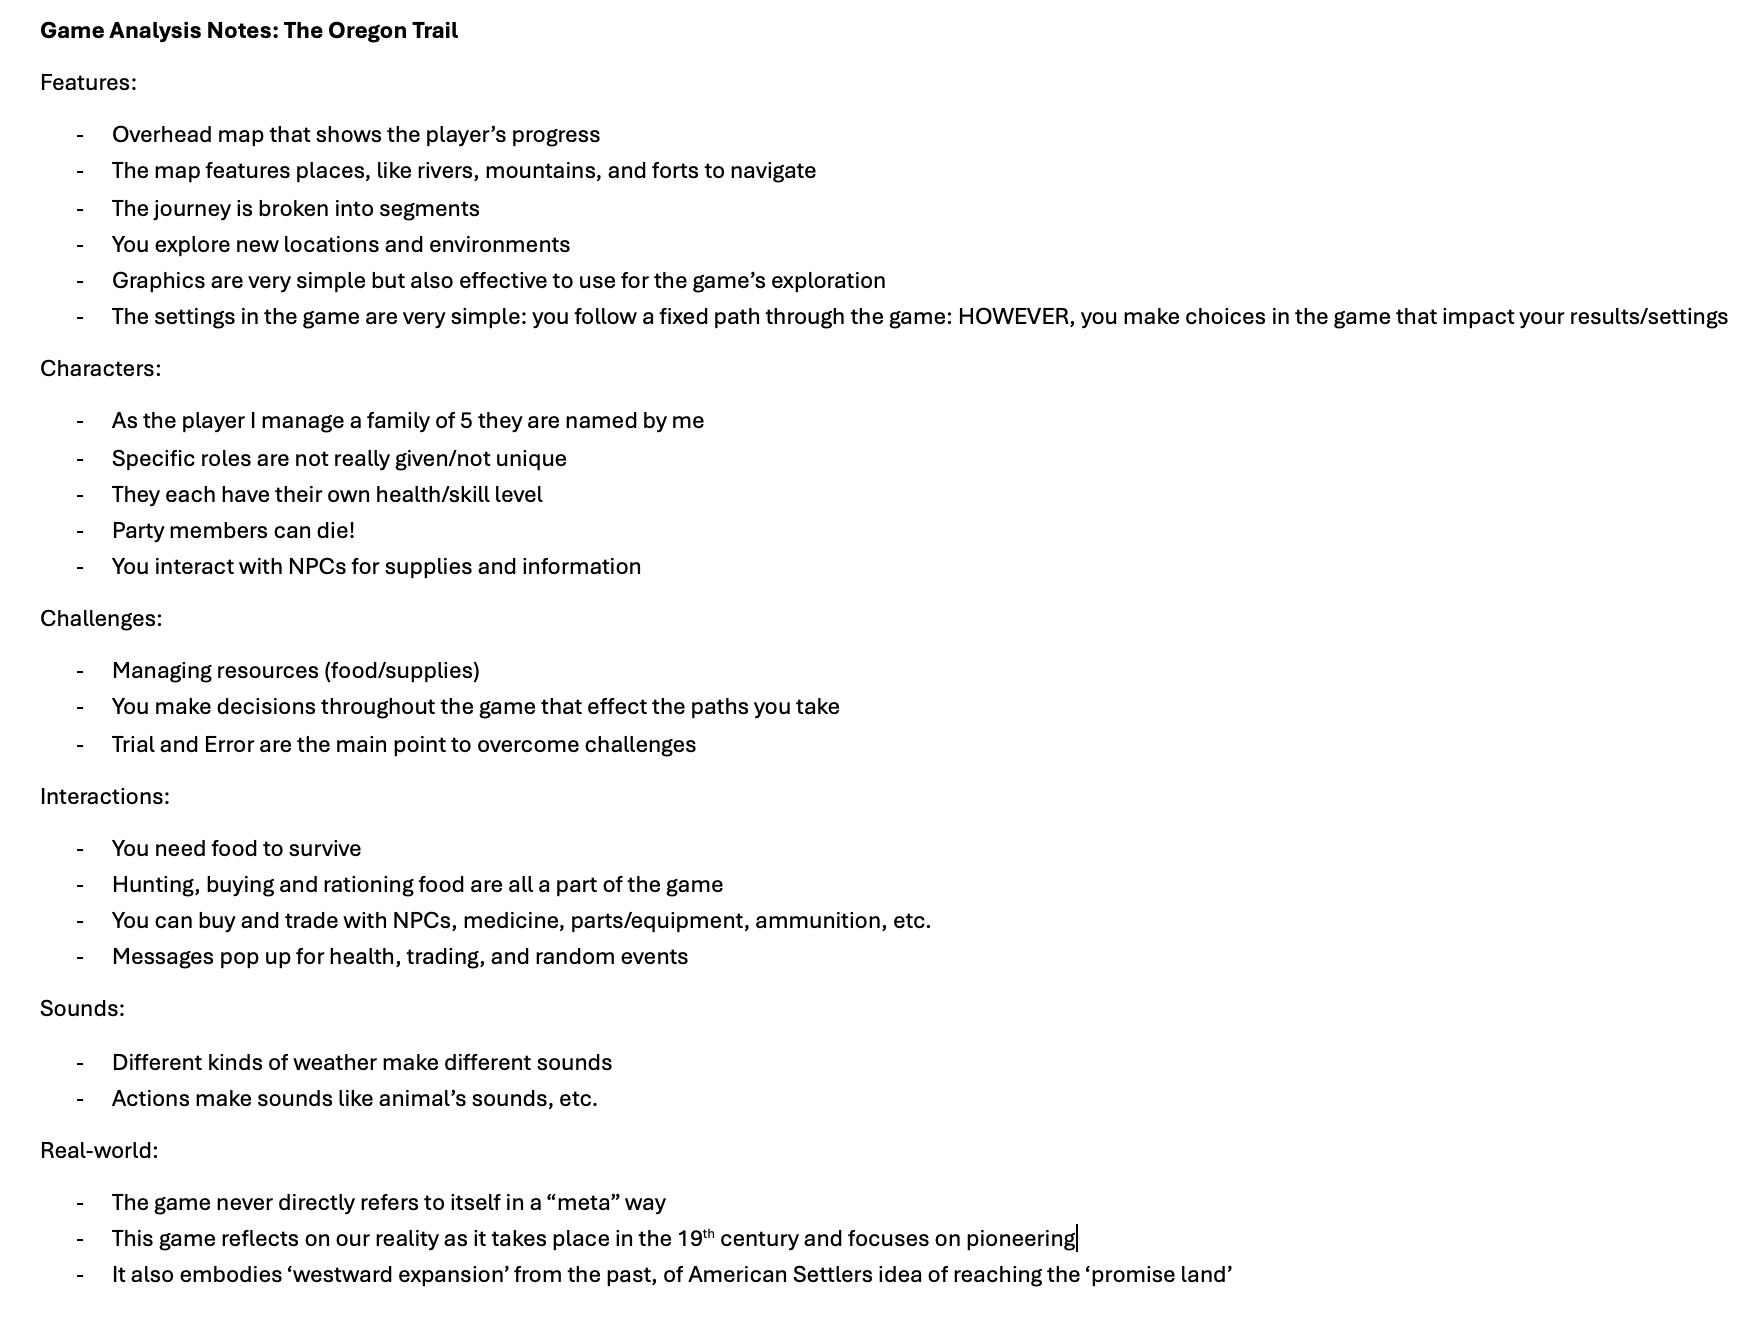 Game Analysis Notes: The Oregon Trail
Features:
- Overhead map that shows the player’s progress
- The map features places, like rivers, mountains, and forts to navigate
- The journey is broken into segments
- You explore new locations and environments
- Graphics are very simple but also effective to use for the game’s exploration
- The settings in the game are very simple: you follow a fixed path through the game: HOWEVER, you make choices in the game that impact your results/settings
Characters:
- As the player I manage a family of 5 they are named by me
- Specific roles are not really given/not unique
- They each have their own health/skill level
- Party members can die!
- You interact with NPCs for supplies and information
Challenges:
- Managing resources (food/supplies)
- You make decisions throughout the game that effect the paths you take
- Trial and Error are the main point to overcome challenges
Interactions:
- You need food to survive
- Hunting, buying and rationing food are all a part of the game
- You can buy and trade with NPCs, medicine, parts/equipment, ammunition, etc.
- Messages pop up for health, trading, and random events
Sounds:
- Different kinds of weather make different sounds
- Actions make sounds like animal’s sounds, etc.
Real-world:
- The game never directly refers to itself in a “meta” way
- This game reflects on our reality as it takes place in the 19th century and focuses on pioneering
- It also embodies ‘westward expansion’ from the past, of American Settlers idea of reaching the ‘promise land’